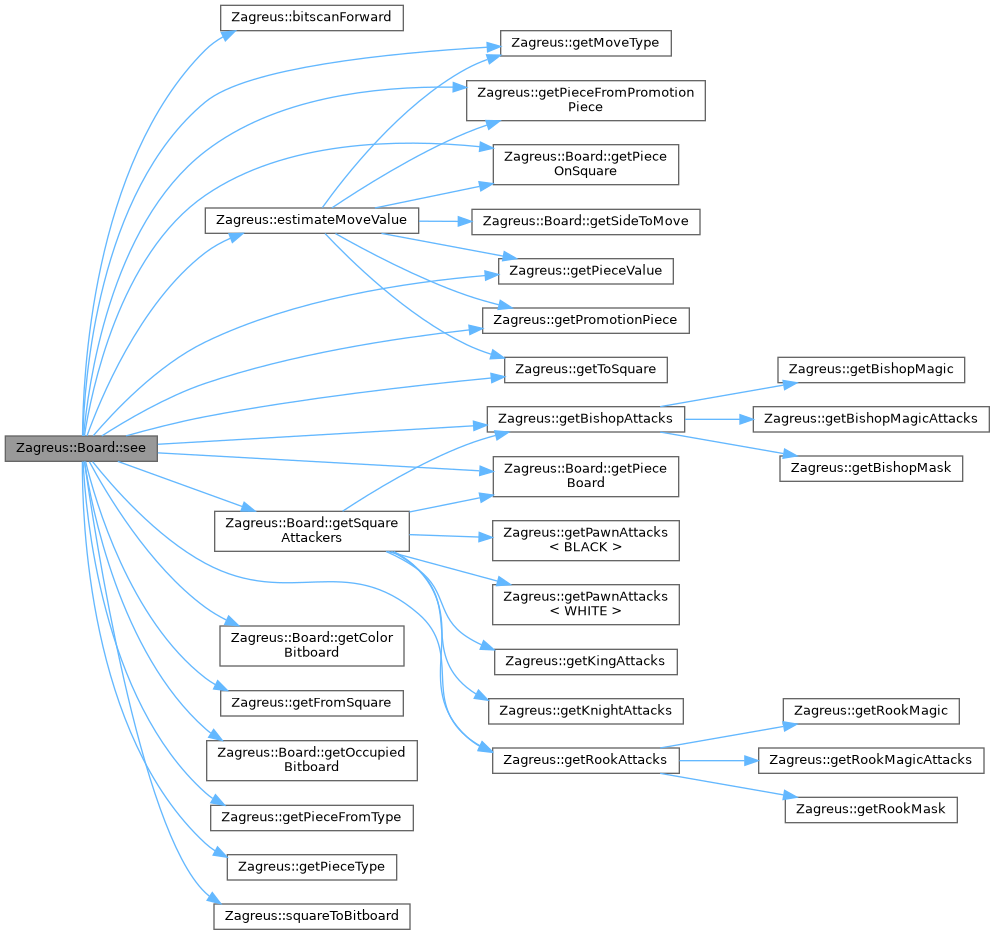 Zagreus::bitscanForward
Zagreus::getMoveType
Zagreus::getPieceFromPromotion
Piece
Zagreus::Board::getPiece
OnSquare
Zagreus::estimateMoveValue
Zagreus::Board::getSideToMove
Zagreus::getPieceValue
Zagreus::getPromotionPiece
Zagreus::getToSquare
Zagreus::getBishopMagic
Zagreus::getBishopAttacks
Zagreus::getBishopMagicAttacks
Zagreus::Board::see
Zagreus::Board::getPiece
Board
Zagreus::getBishopMask
Zagreus::Board::getSquare
Attackers
Zagreus::getPawnAttacks
< BLACK >
Zagreus::getPawnAttacks
< WHITE >
Zagreus::Board::getColor
Bitboard
Zagreus::getKingAttacks
Zagreus::getFromSquare
Zagreus::getKnightAttacks
Zagreus::getRookMagic
Zagreus::Board::getOccupied
Bitboard
Zagreus::getRookAttacks
Zagreus::getRookMagicAttacks
Zagreus::getRookMask
Zagreus::getPieceFromType
Zagreus::getPieceType
Zagreus::squareToBitboard